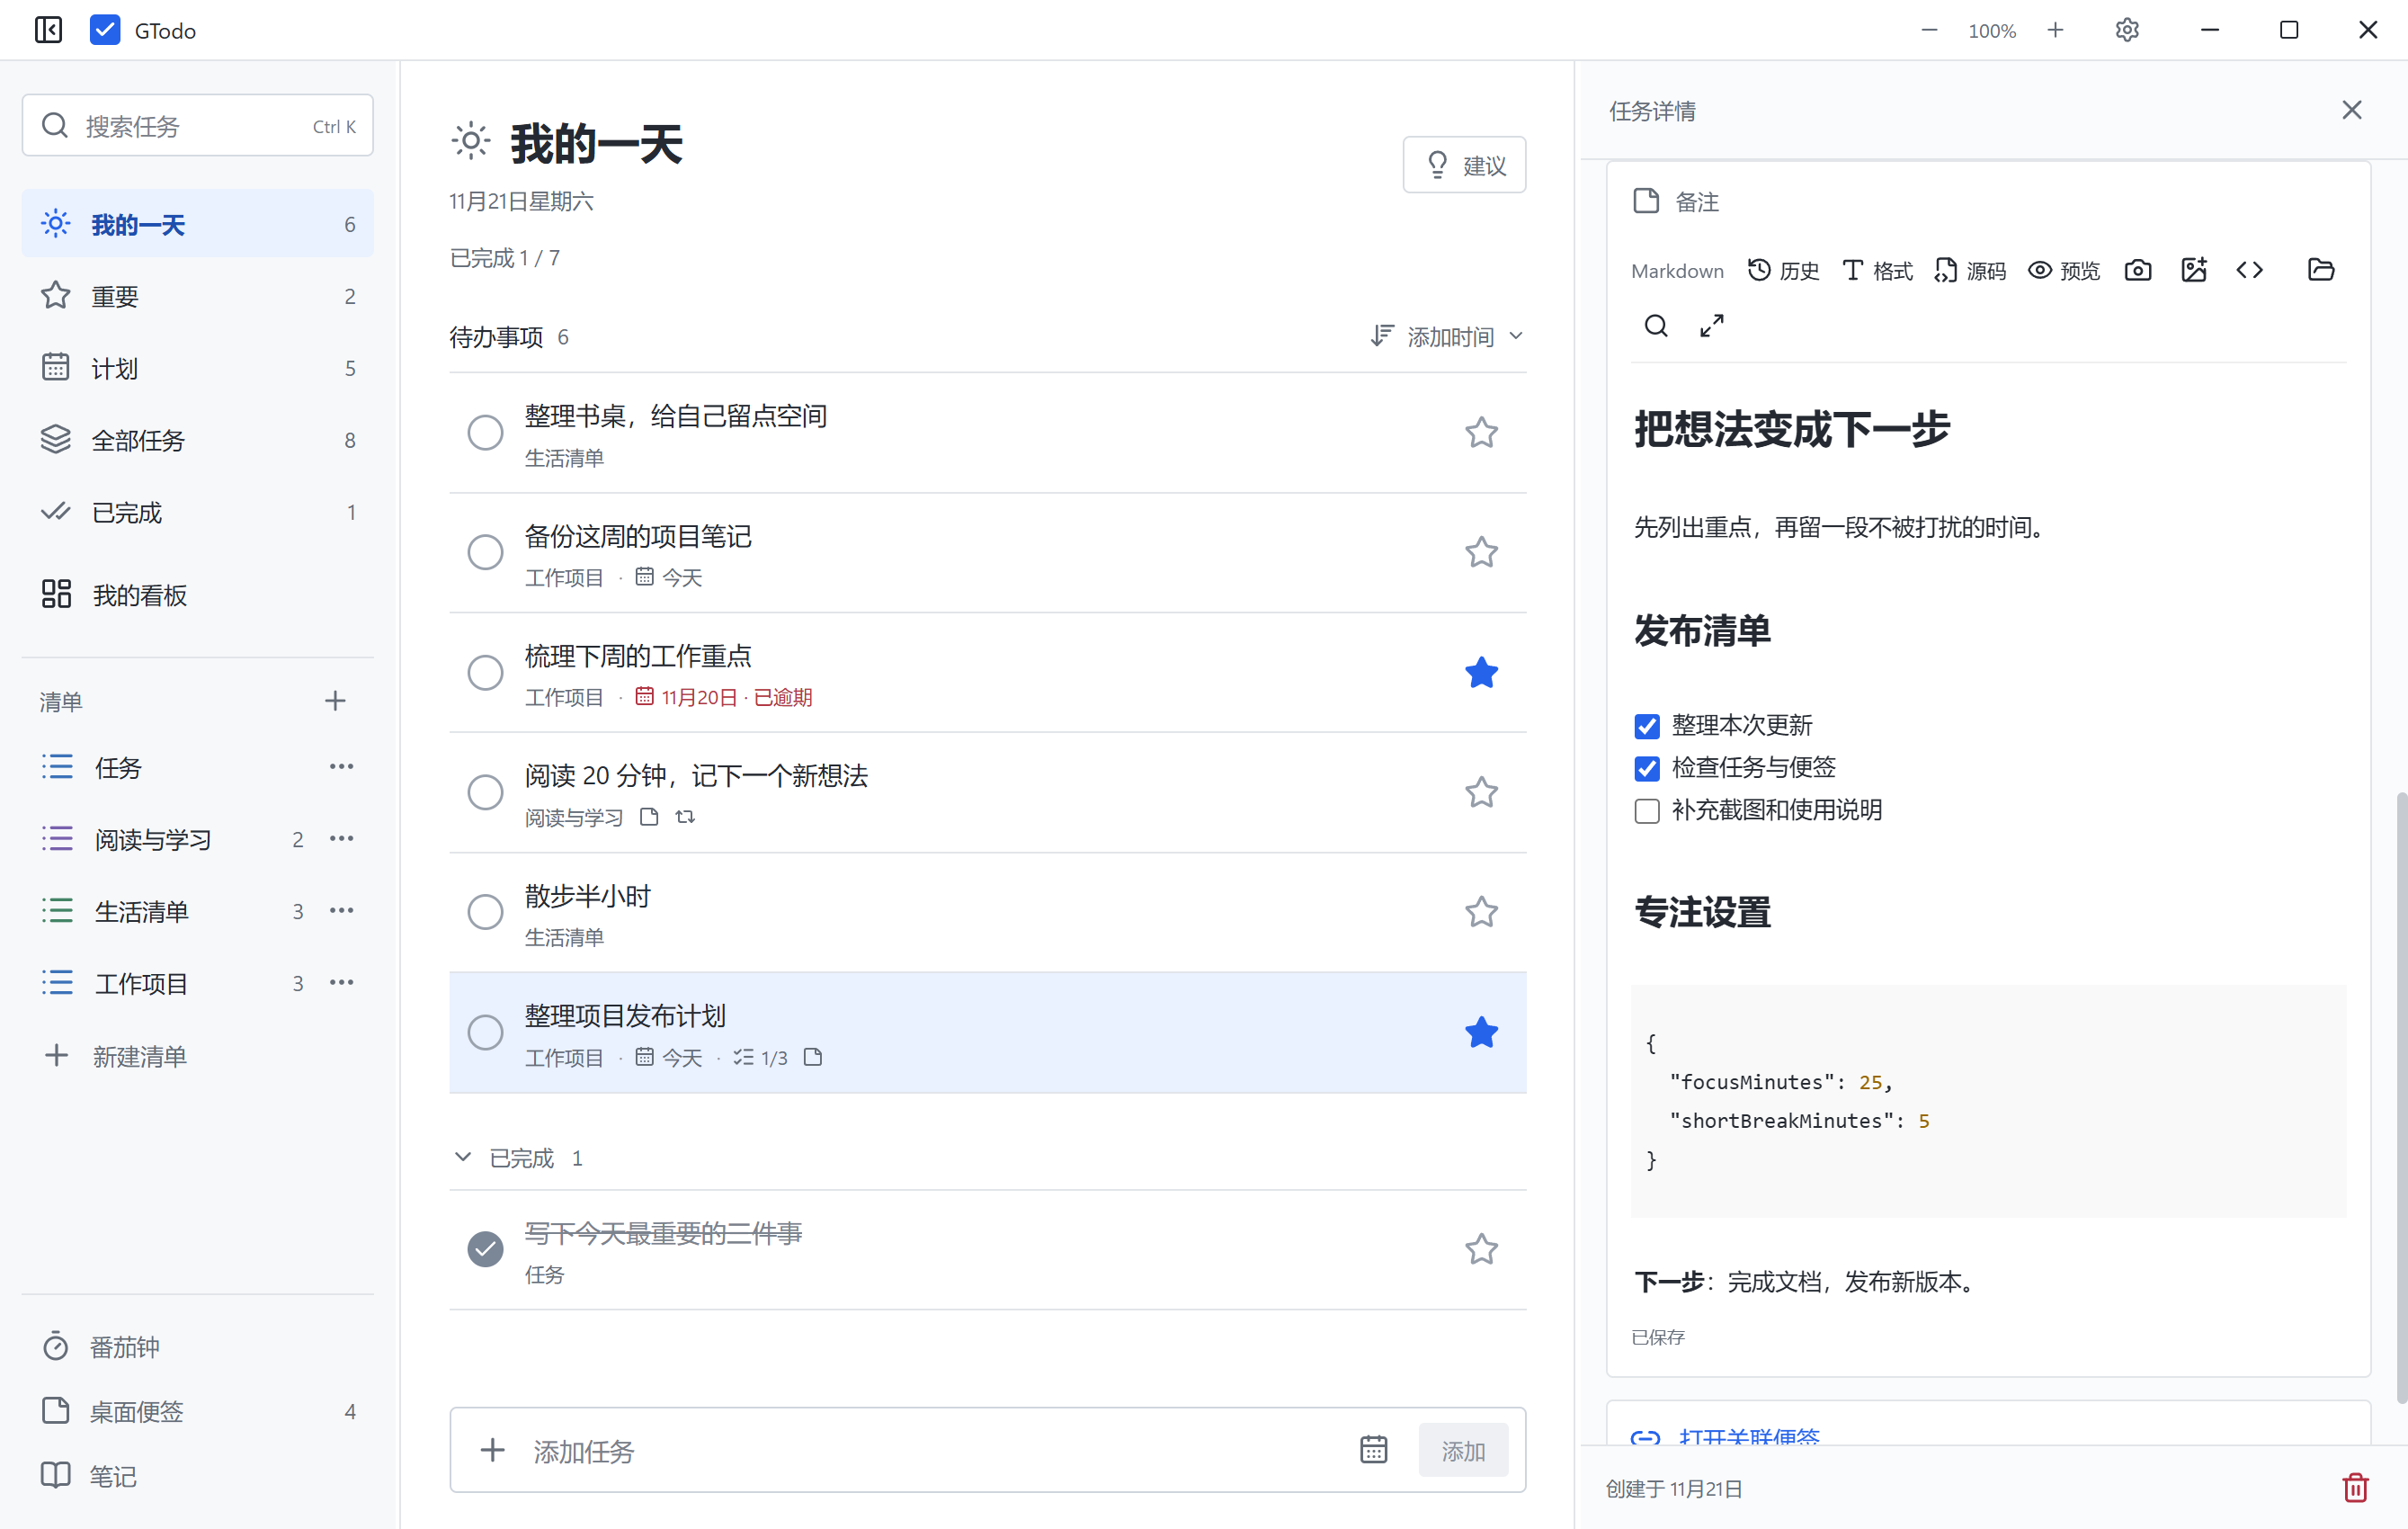 GTodo
100%
搜索任务 Ctrl K
我的一天 6
重要 2
计划 5
全部任务 8
已完成 1
我的看板
清单
任务
阅读与学习 2
生活清单 3
工作项目 3
新建清单
番茄钟
桌面便签 4
笔记
我的一天
11月21日星期六
已完成 1 / 7
建议
待办事项 6
添加时间
整理书桌，给自己留点空间
生活清单
备份这周的项目笔记
工作项目 · 今天
梳理下周的工作重点
工作项目 · 11月20日 · 已逾期
阅读 20 分钟，记下一个新想法
阅读与学习
散步半小时
生活清单
整理项目发布计划
工作项目 · 今天 · 1/3
已完成 1
写下今天最重要的三件事
任务
添加任务
添加
任务详情
备注
Markdown 历史 格式 源码 预览
把想法变成下一步
先列出重点，再留一段不被打扰的时间。
发布清单
整理本次更新
检查任务与便签
补充截图和使用说明
专注设置
{
"focusMinutes": 25,
"shortBreakMinutes": 5
}
下一步：完成文档，发布新版本。
已保存
打开关联便签
创建于 11月21日